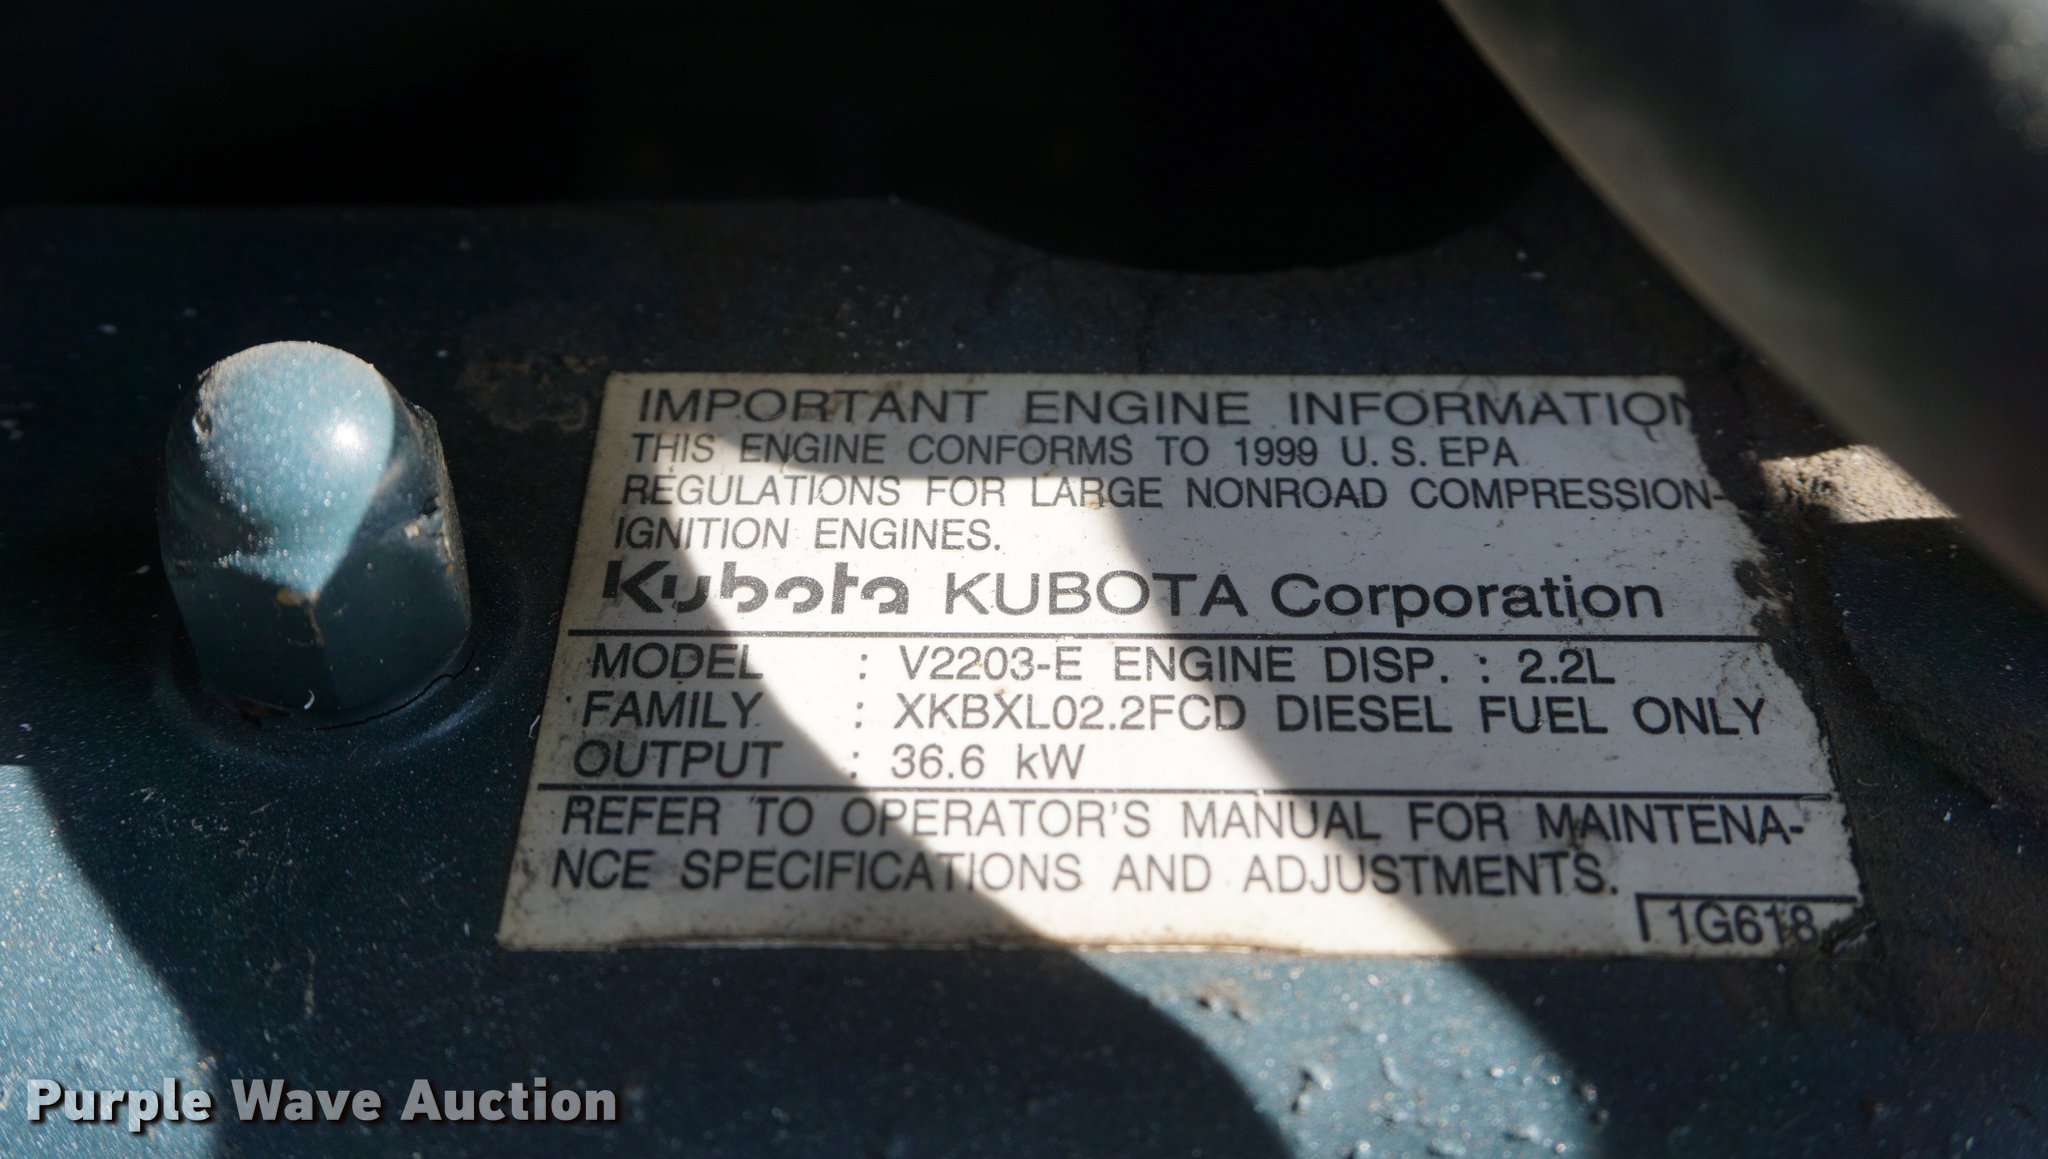 IMPORTANT ENGINE INFORMATION
THIS ENGINE CONFORMS TO 1999 U.S. EPA
REGULATIONS FOR LARGE NONROAD COMPRESSION-
IGNITION ENGINES.
Kubota KUBOTA Corporation
MODEL : V2203-E ENGINE DISP. : 2.2L
FAMILY : XKBXL02.2FCD DIESEL FUEL ONLY
OUTPUT : 36.6 kW
REFER TO OPERATOR'S MANUAL FOR MAINTENA-
NCE SPECIFICATIONS AND ADJUSTMENTS.
1G618
Purple Wave Auction